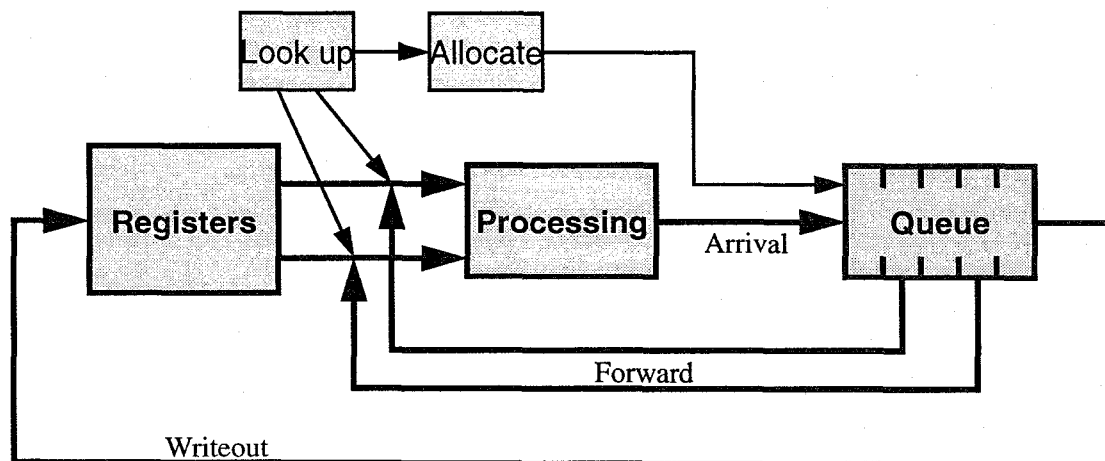 Look up
Allocate
Registers
Processing
Queue
Arrival
Forward
Writeout